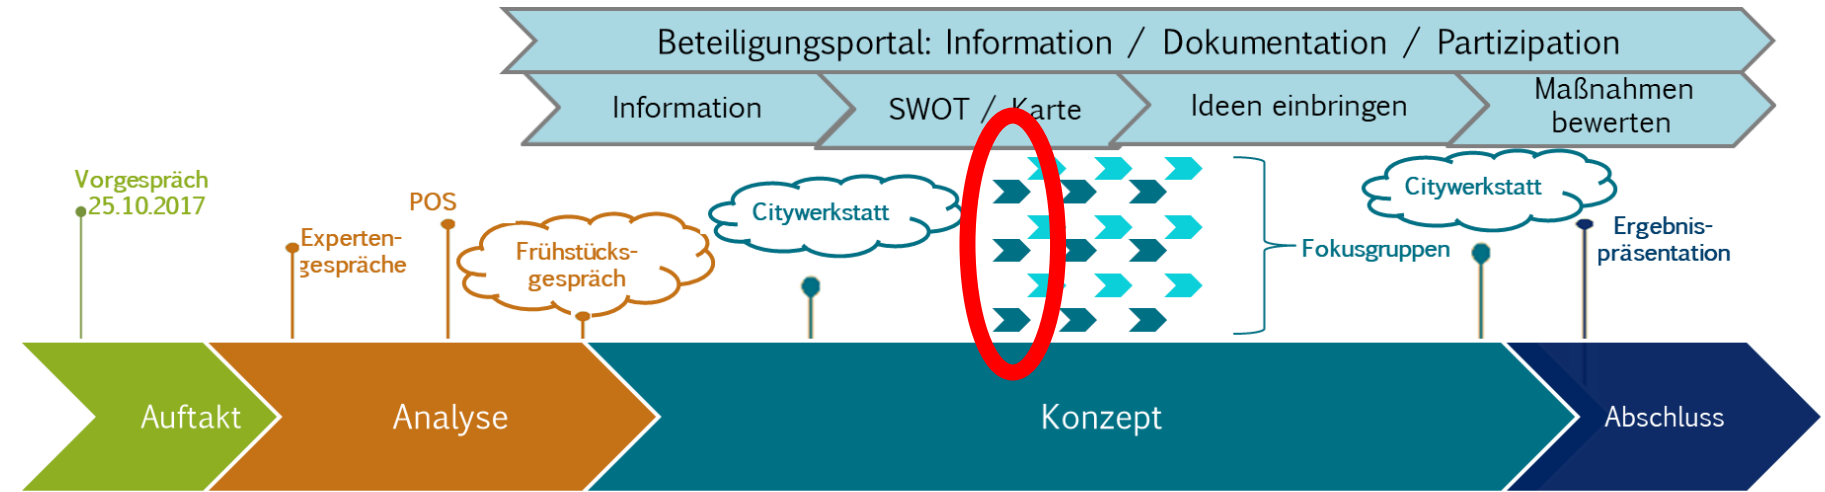 Beteiligungsportal: Information / Dokumentation / Partizipation
Information
SWOT / Karte
Ideen einbringen
Maßnahmen
bewerten
Vorgespräch
25.10.2017
Experten-
gespräche
POS
Frühstücks-
gespräch
Citywerkstatt
Fokusgruppen
Citywerkstatt
Ergebnis-
präsentation
Auftakt
Analyse
Konzept
Abschluss